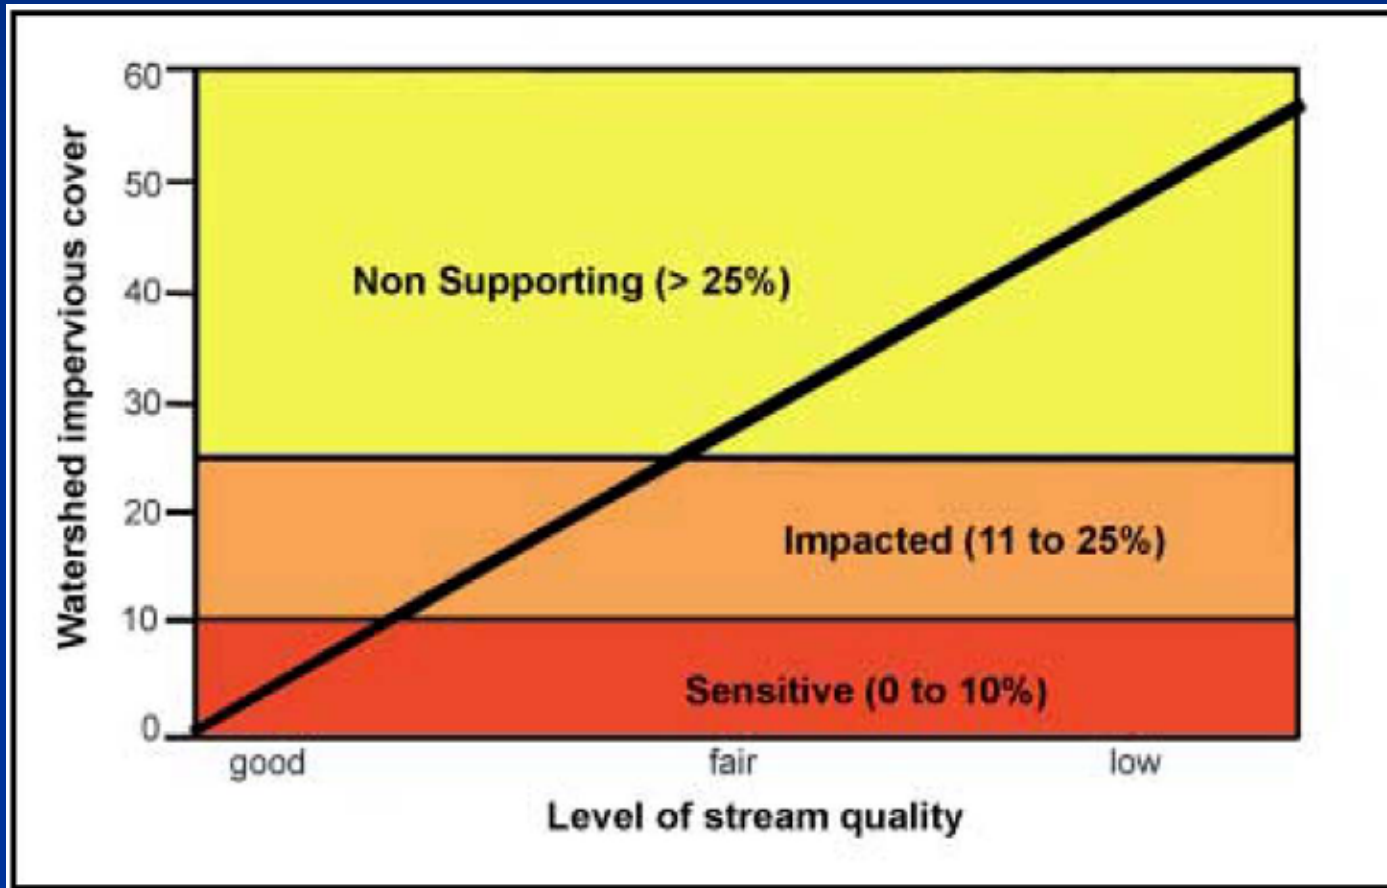 Watershed impervious cover
60
50
40
30
20
10
0
Non Supporting (> 25%)
Impacted (11 to 25%)
Sensitive (0 to 10%)
good fair low
Level of stream quality